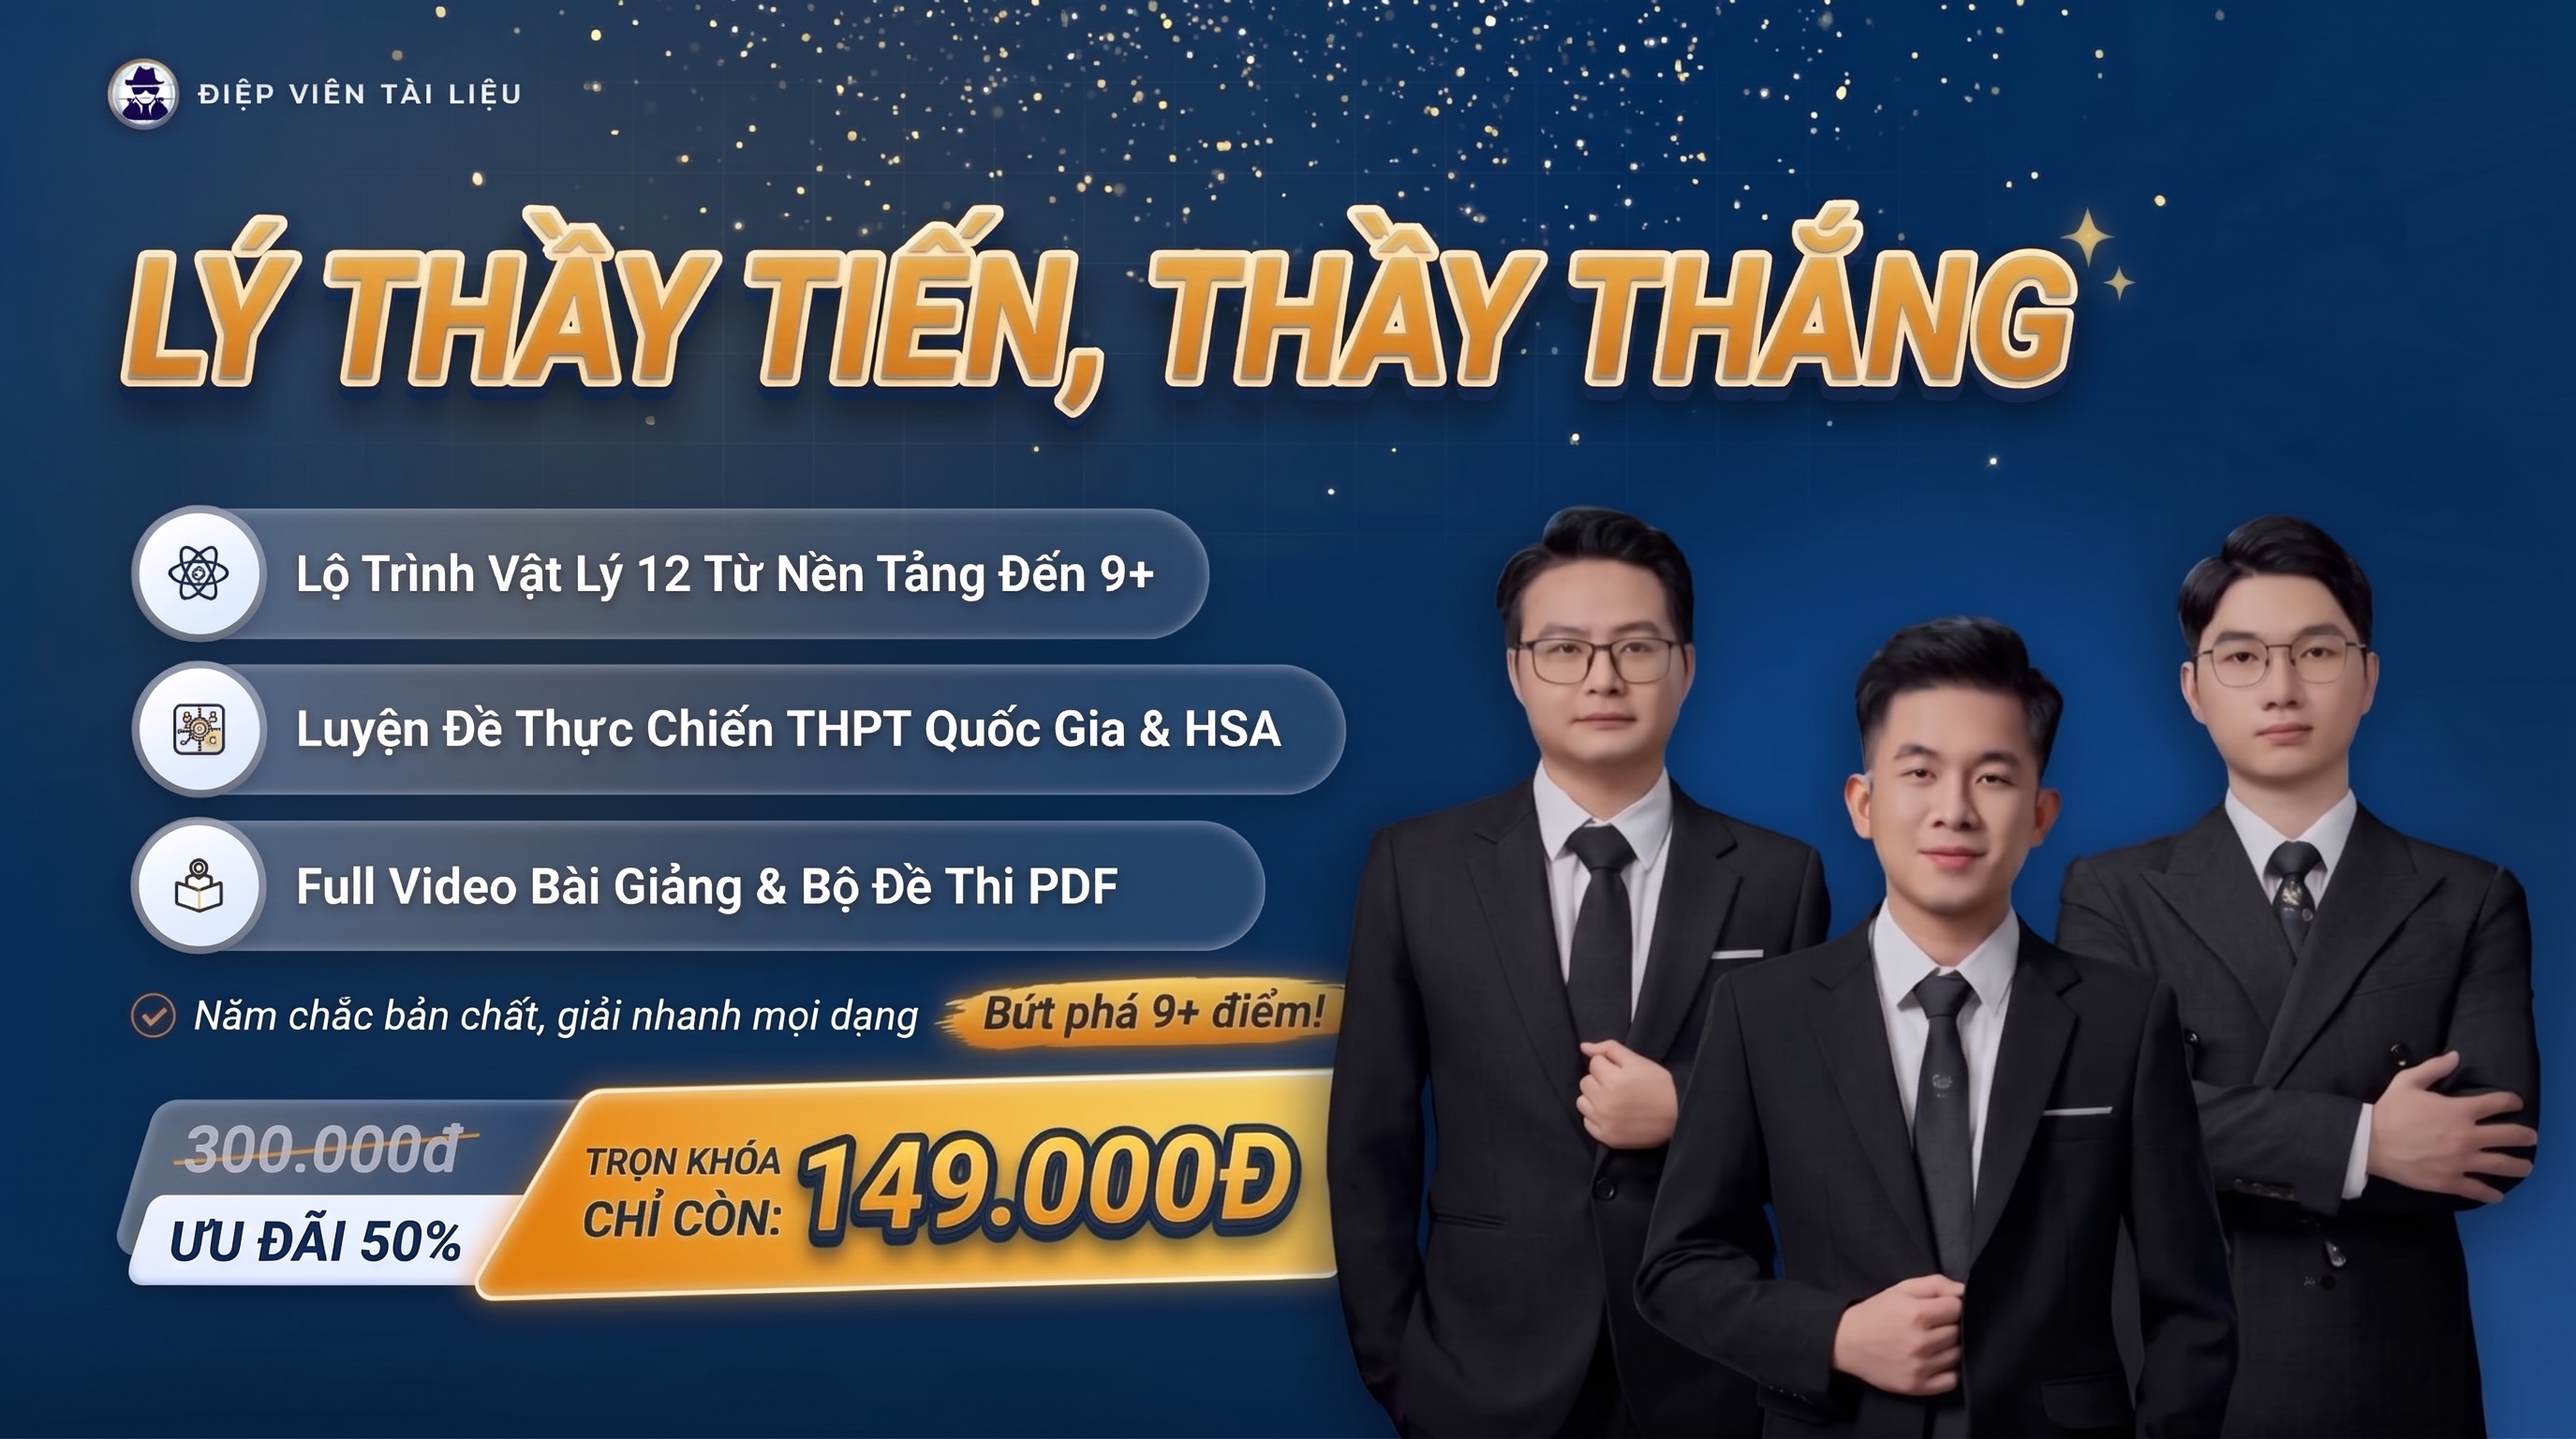 ĐIỆP VIÊN TÀI LIỆU
LÝ THẦY TIẾN, THẦY THẮNG
Lộ Trình Vật Lý 12 Từ Nền Tảng Đến 9+
Luyện Đề Thực Chiến THPT Quốc Gia & HSA
Full Video Bài Giảng & Bộ Đề Thi PDF
Năm chắc bản chất, giải nhanh mọi dạng
Bứt phá 9+ điểm!
300.000đ
ƯU ĐÃI 50%
TRỌN KHÓA
CHỈ CÒN:
149.000Đ